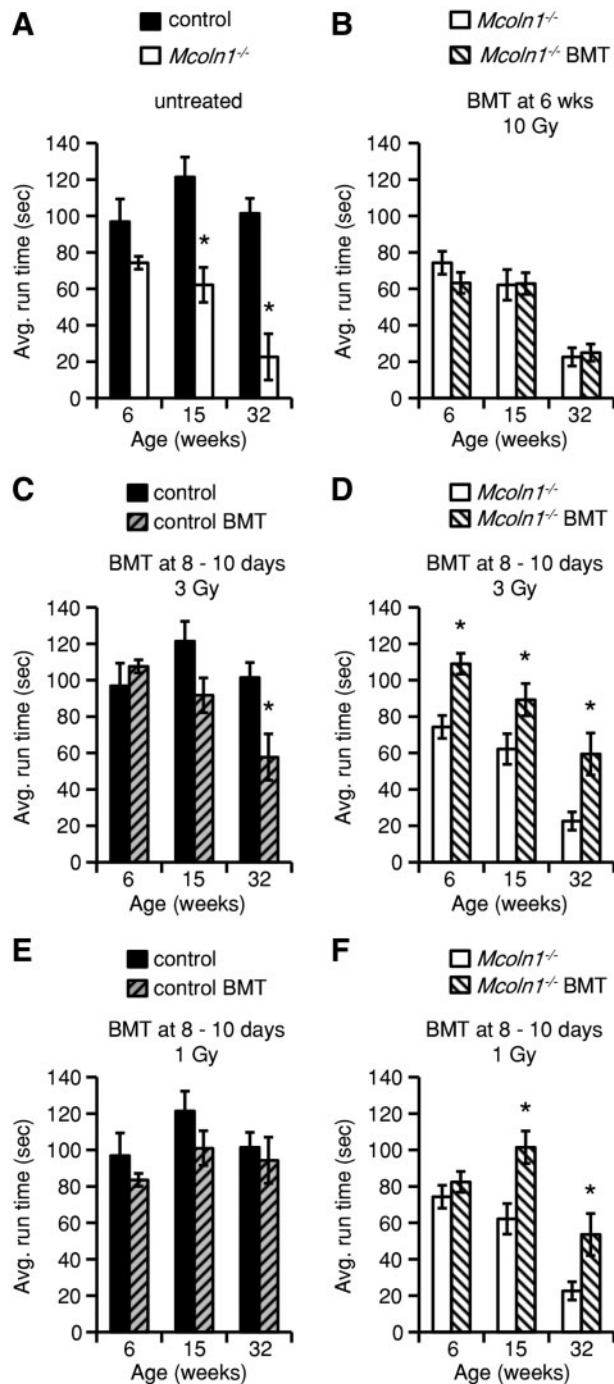 A
control
Mcoln1-/-
untreated
Avg. run time (sec)
140
120
100
80
60
40
20
0
*
*
6 15 32
Age (weeks)
B
Mcoln1-/-
Mcoln1-/- BMT
BMT at 6 wks
10 Gy
Avg. run time (sec)
140
120
100
80
60
40
20
0
6 15 32
Age (weeks)
C
control
control BMT
BMT at 8 - 10 days
3 Gy
Avg. run time (sec)
140
120
100
80
60
40
20
0
*
6 15 32
Age (weeks)
D
Mcoln1-/-
Mcoln1-/- BMT
BMT at 8 - 10 days
3 Gy
Avg. run time (sec)
140
120
100
80
60
40
20
0
*
*
*
6 15 32
Age (weeks)
E
control
control BMT
BMT at 8 - 10 days
1 Gy
Avg. run time (sec)
140
120
100
80
60
40
20
0
6 15 32
Age (weeks)
F
Mcoln1-/-
Mcoln1-/- BMT
BMT at 8 - 10 days
1 Gy
Avg. run time (sec)
140
120
100
80
60
40
20
0
*
*
6 15 32
Age (weeks)